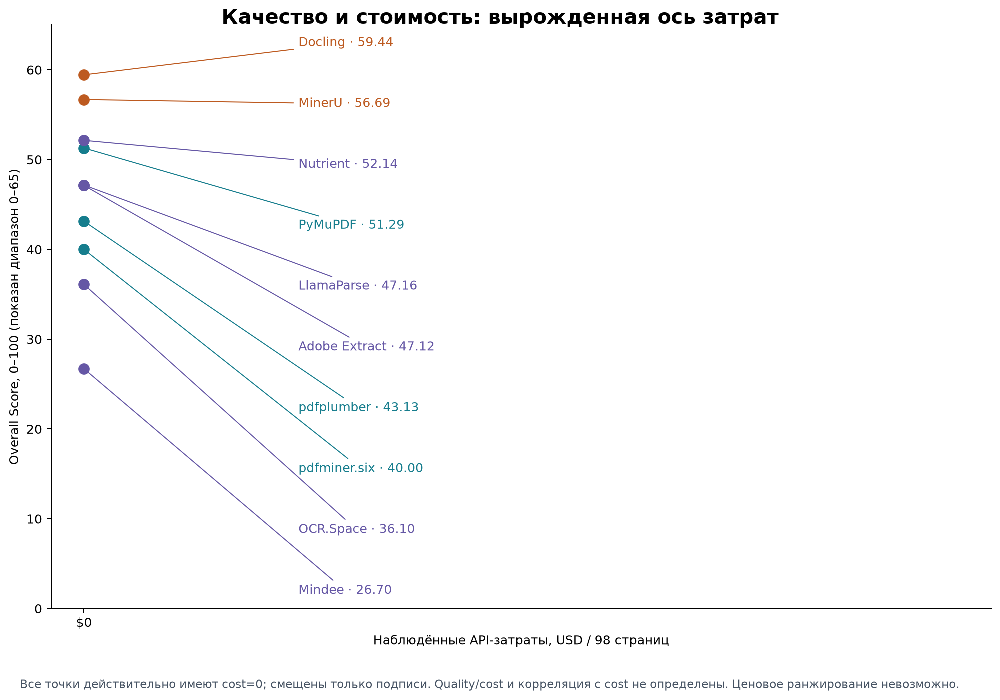 Качество и стоимость: вырожденная ось затрат
Docling · 59.44
60
MinerU · 56.69
50
Nutrient · 52.14
PyMuPDF · 51.29
40
LlamaParse · 47.16
30
Adobe Extract · 47.12
pdfplumber · 43.13
20
pdfminer.six · 40.00
10
OCR.Space · 36.10
Mindee · 26.70
0
Overall Score, 0–100 (показан диапазон 0–65)
$0
Наблюдённые API-затраты, USD / 98 страниц
Все точки действительно имеют cost=0; смещены только подписи. Quality/cost и корреляция с cost не определены. Ценовое ранжирование невозможно.